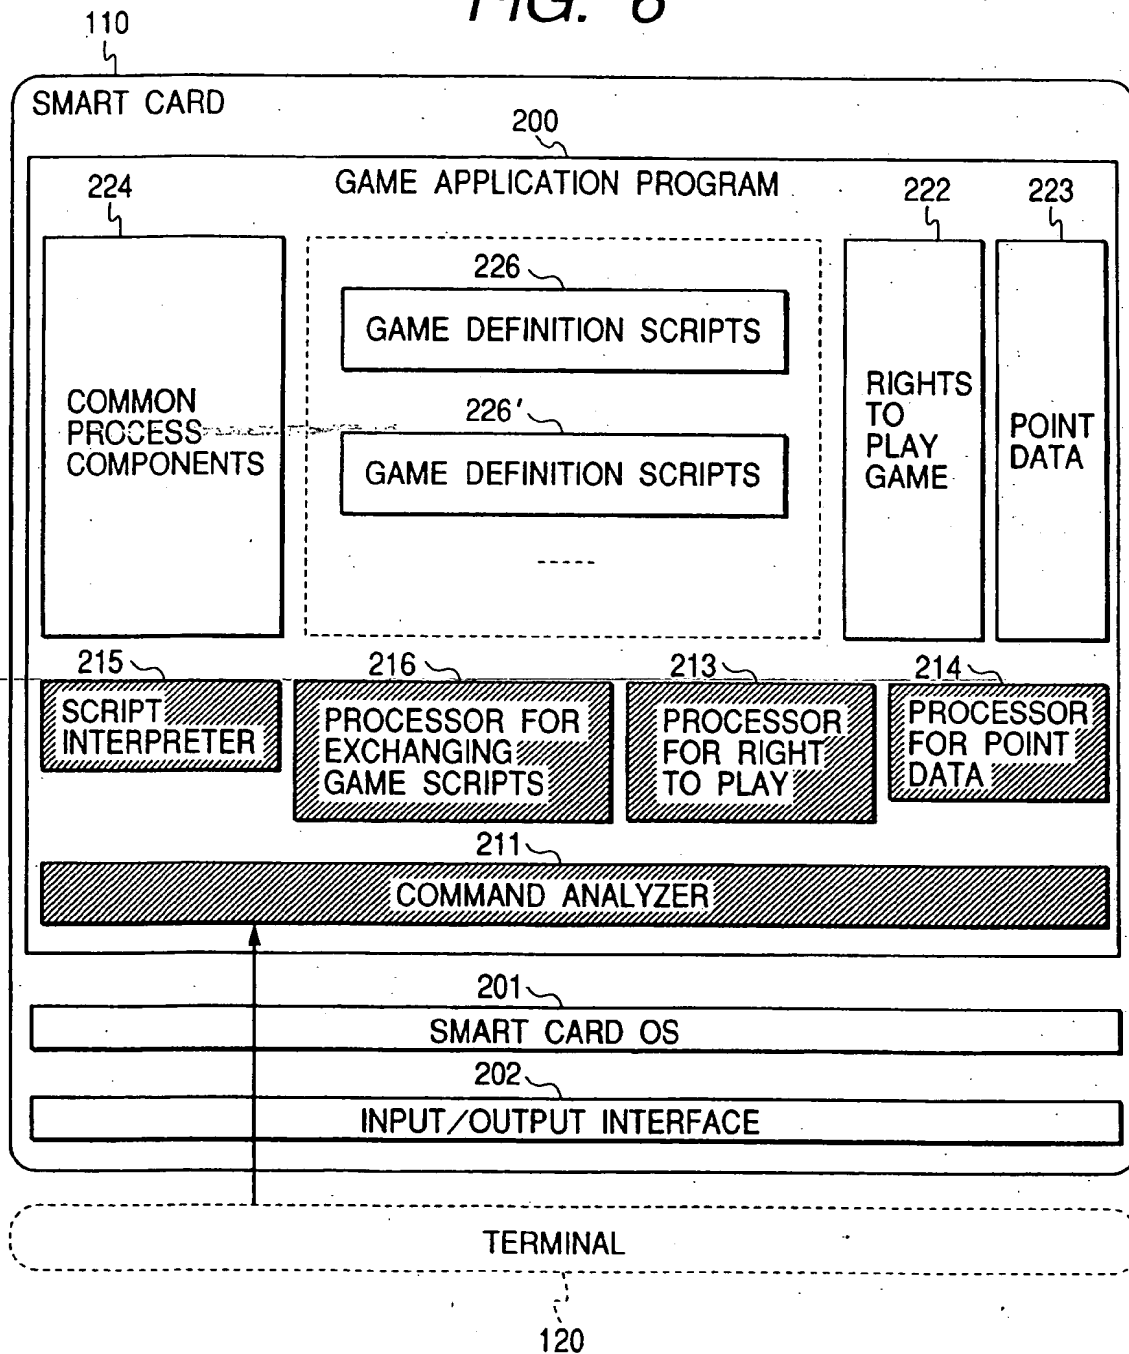 FIG. 6
110
SMART CARD
200
GAME APPLICATION PROGRAM
224
222
223
226
GAME DEFINITION SCRIPTS
226'
GAME DEFINITION SCRIPTS
COMMON
PROCESS
COMPONENTS
RIGHTS
TO
PLAY
GAME
POINT
DATA
215
216
213
214
SCRIPT
INTERPRETER
PROCESSOR FOR
EXCHANGING
GAME SCRIPTS
PROCESSOR
FOR RIGHT
TO PLAY
PROCESSOR
FOR POINT
DATA
211
COMMAND ANALYZER
201
SMART CARD OS
202
INPUT/OUTPUT INTERFACE
TERMINAL
120